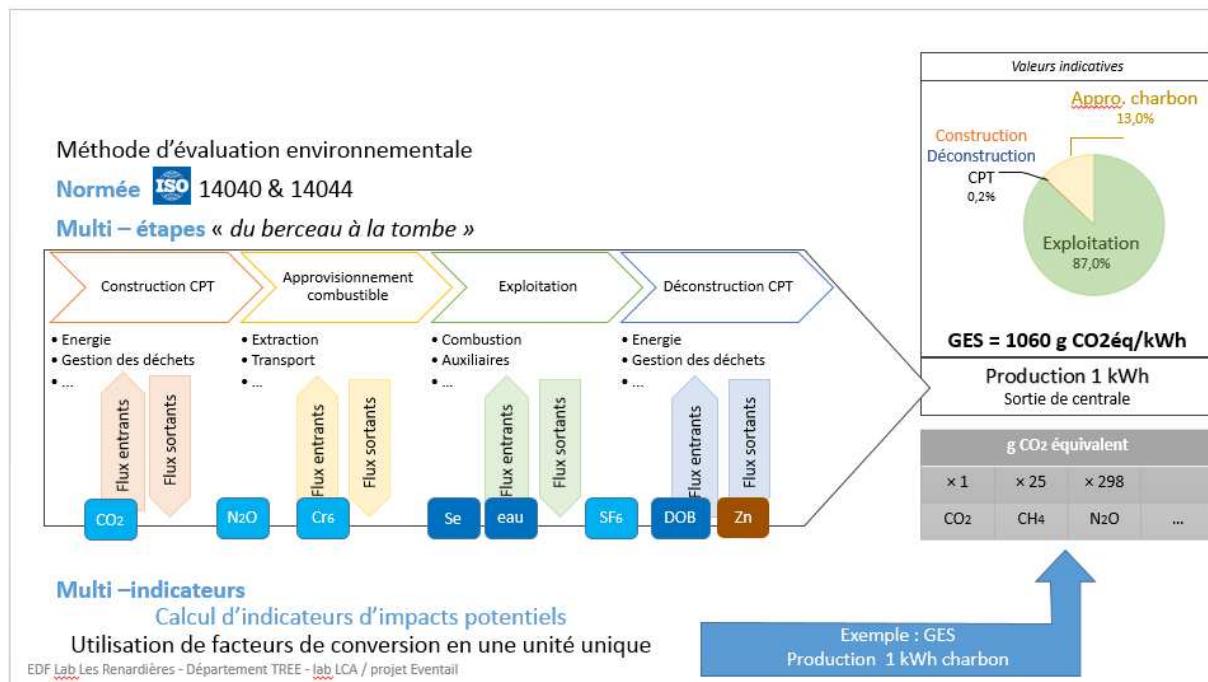 Méthode d'évaluation environnementale
Normée ISO 14040 & 14044
Multi – étapes « du berceau à la tombe »
Construction CPT
• Energie
• Gestion des déchets
• ...
Flux entrants
Flux sortants
Approvisionnement
combustible
• Extraction
• Transport
• ...
Flux entrants
Flux sortants
Exploitation
• Combustion
• Auxiliaires
• ...
Flux entrants
Flux sortants
Déconstruction CPT
• Energie
• Gestion des déchets
• ...
Flux entrants
Flux sortants
CO2
N2O
Cr6
Se
eau
SF6
DOB
Zn
Multi –indicateurs
Calcul d'indicateurs d'impacts potentiels
Utilisation de facteurs de conversion en une unité unique
EDF Lab Les Renardières - Département TREE - lab LCA / projet Eventail
Valeurs indicatives
Appro. charbon
13,0%
Construction
Déconstruction
CPT
0,2%
Exploitation
87,0%
GES = 1060 g CO2éq/kWh
Production 1 kWh
Sortie de centrale
g CO2 équivalent
× 1 × 25 × 298
CO2 CH4 N2O ...
Exemple : GES
Production 1 kWh charbon